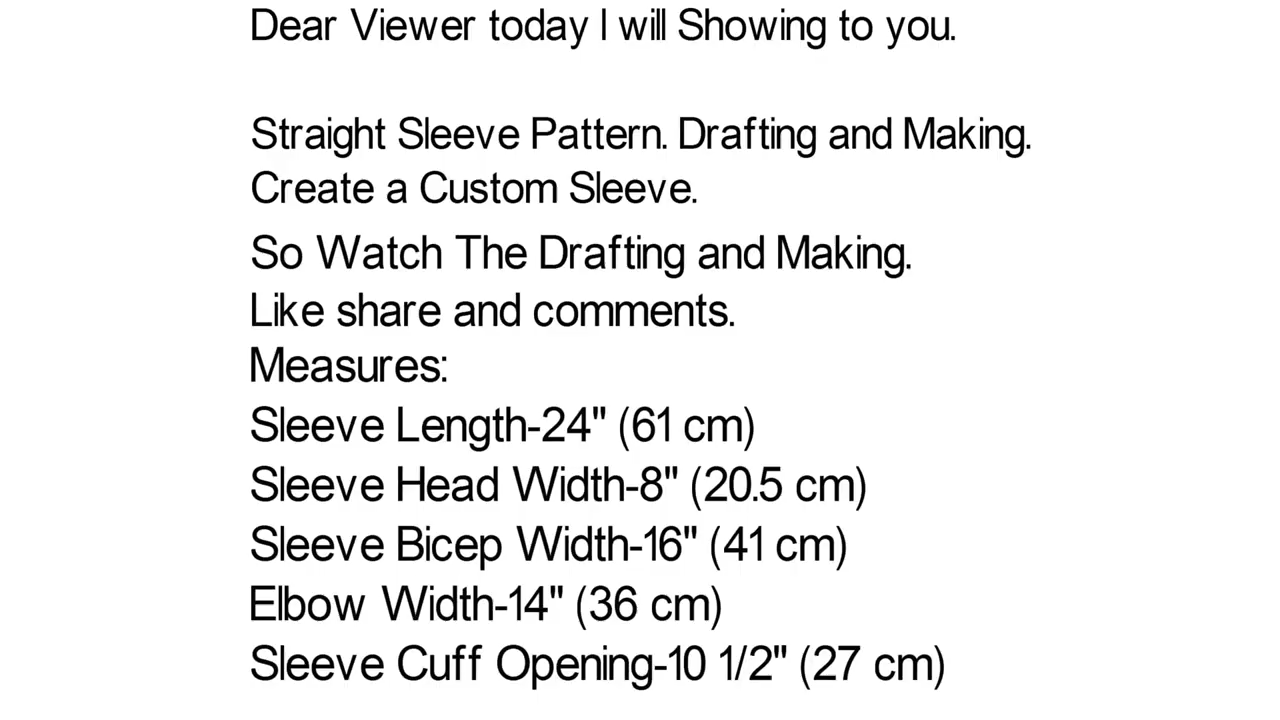 Dear Viewer today I will Showing to you.
Straight Sleeve Pattern. Drafting and Making.
Create a Custom Sleeve.
So Watch The Drafting and Making.
Like share and comments.
Measures:
Sleeve Length-24" (61 cm)
Sleeve Head Width-8" (20.5 cm)
Sleeve Bicep Width-16" (41 cm)
Elbow Width-14" (36 cm)
Sleeve Cuff Opening-10 1/2" (27 cm)